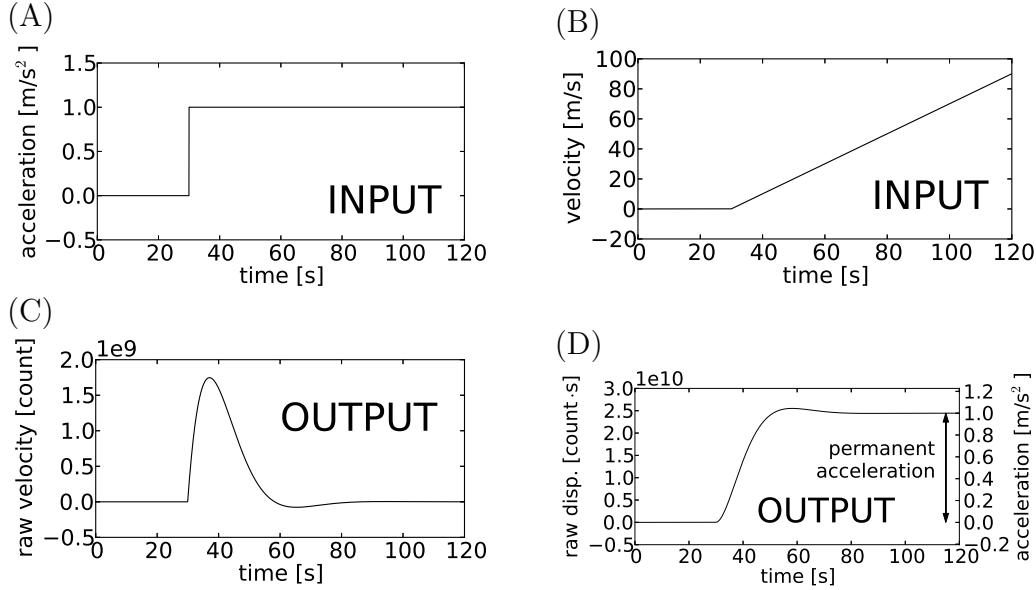 (A)
acceleration [m/s²]
1.5
1.0
0.5
0.0
−0.5
0 20 40 60 80 100 120
time [s]
INPUT
(B)
velocity [m/s]
100
80
60
40
20
0
−20
0 20 40 60 80 100 120
time [s]
INPUT
(C)
1e9
raw velocity [count]
2.0
1.5
1.0
0.5
0.0
−0.5
0 20 40 60 80 100 120
time [s]
OUTPUT
(D)
1e10
raw disp. [count·s]
3.0
2.5
2.0
1.5
1.0
0.5
0.0
−0.5
0 20 40 60 80 100 120
time [s]
permanent
acceleration
OUTPUT
1.2
1.0
0.8
0.6
0.4
0.2
0.0
−0.2
acceleration [m/s²]